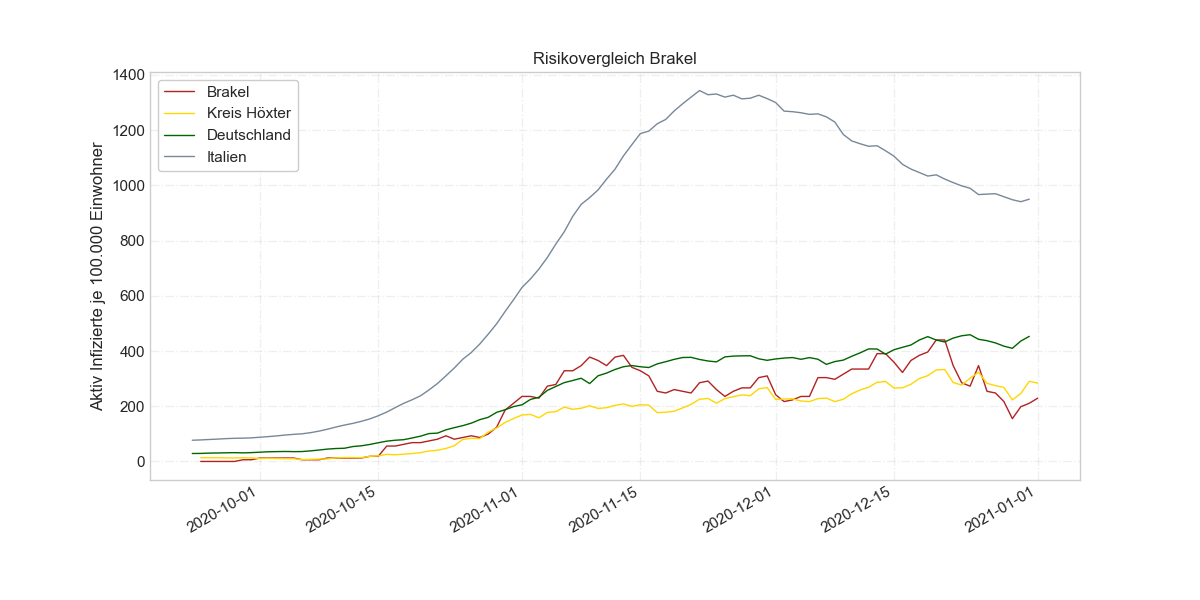 Risikovergleich Brakel
Aktiv Infizierte je 100.000 Einwohner
1400
1200
1000
800
600
400
200
0
Brakel
Kreis Höxter
Deutschland
Italien
2020-10-01
2020-10-15
2020-11-01
2020-11-15
2020-12-01
2020-12-15
2021-01-01